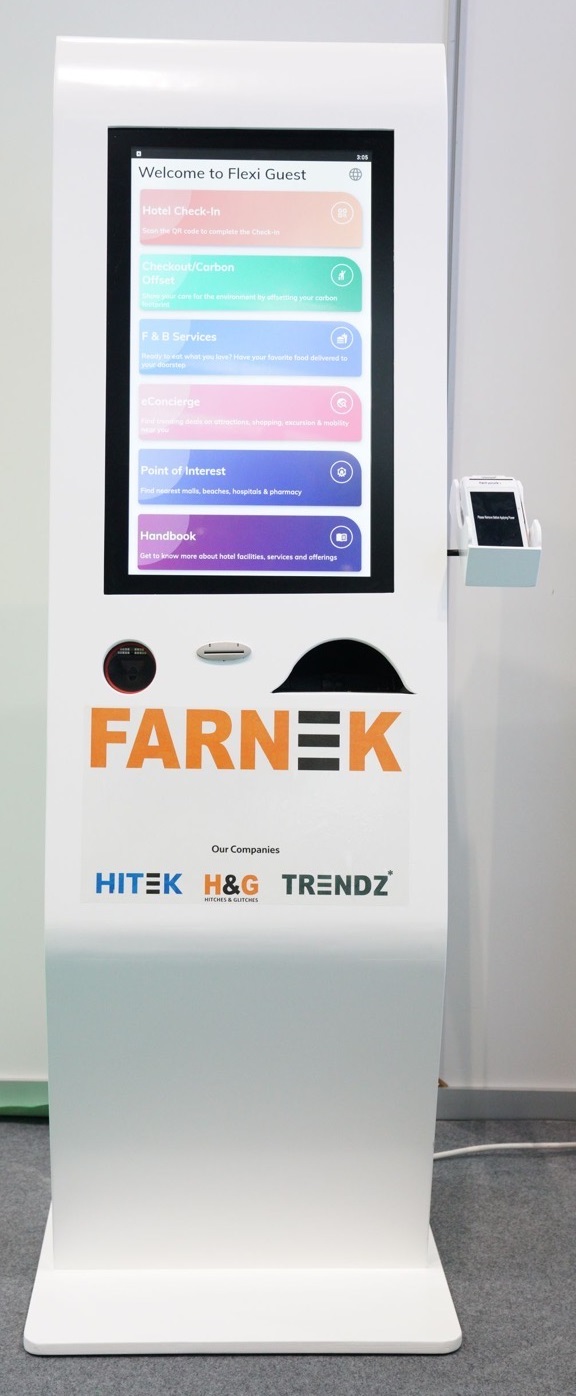 3:05
Welcome to Flexi Guest
Hotel Check-In
Scan the QR code to complete the Check-in
Checkout/Carbon
Offset
Show your care for the environment by offsetting your carbon
footprint
F & B Services
Ready to eat what you love? Have your favorite food delivered to
your doorstep
eConcierge
Find amazing deals on attractions, shopping, excursion & mobility
near you
Point of Interest
Find nearest malls, beaches, hospitals & pharmacy
Handbook
Get to know more about hotel facilities, services and offerings
FARNEK
Our Companies
HITEK H&G TRENDZ*
HITCHES & GLITCHES